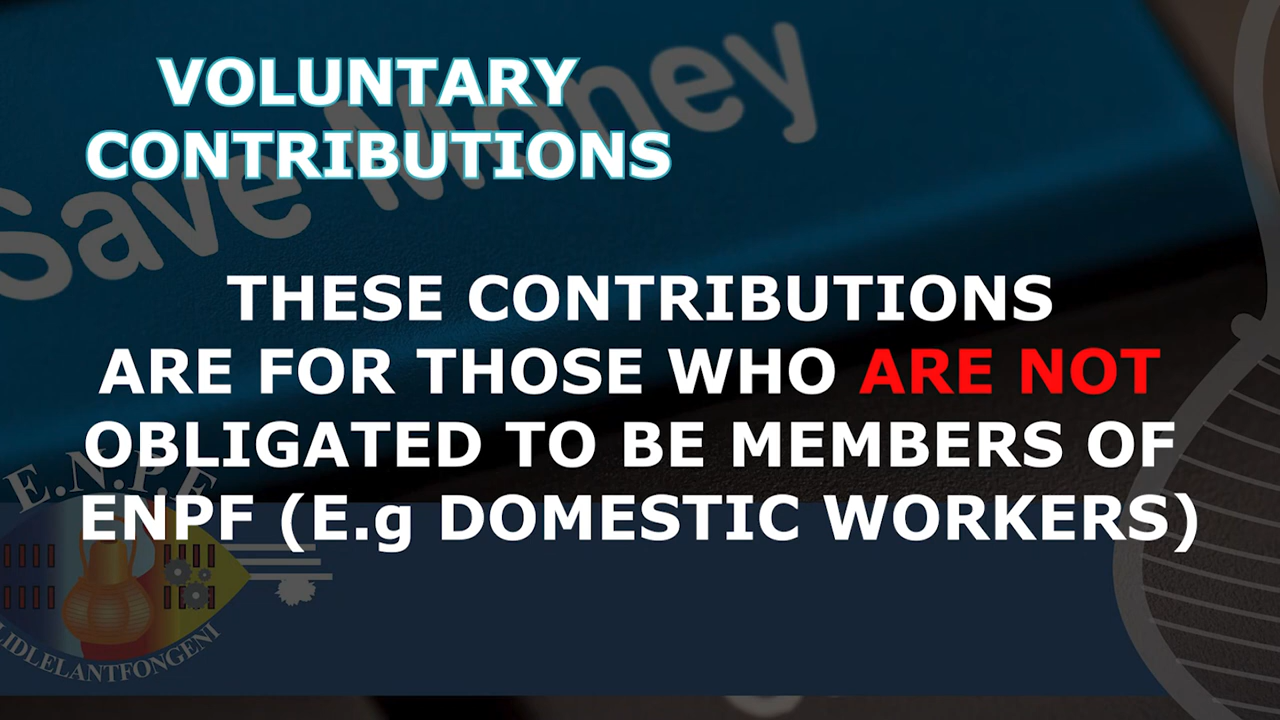 VOLUNTARY
CONTRIBUTIONS
Save Money
THESE CONTRIBUTIONS
ARE FOR THOSE WHO ARE NOT
OBLIGATED TO BE MEMBERS OF
ENPF (E.g DOMESTIC WORKERS)
E.N.P.F
LIDLELANTFONGENI